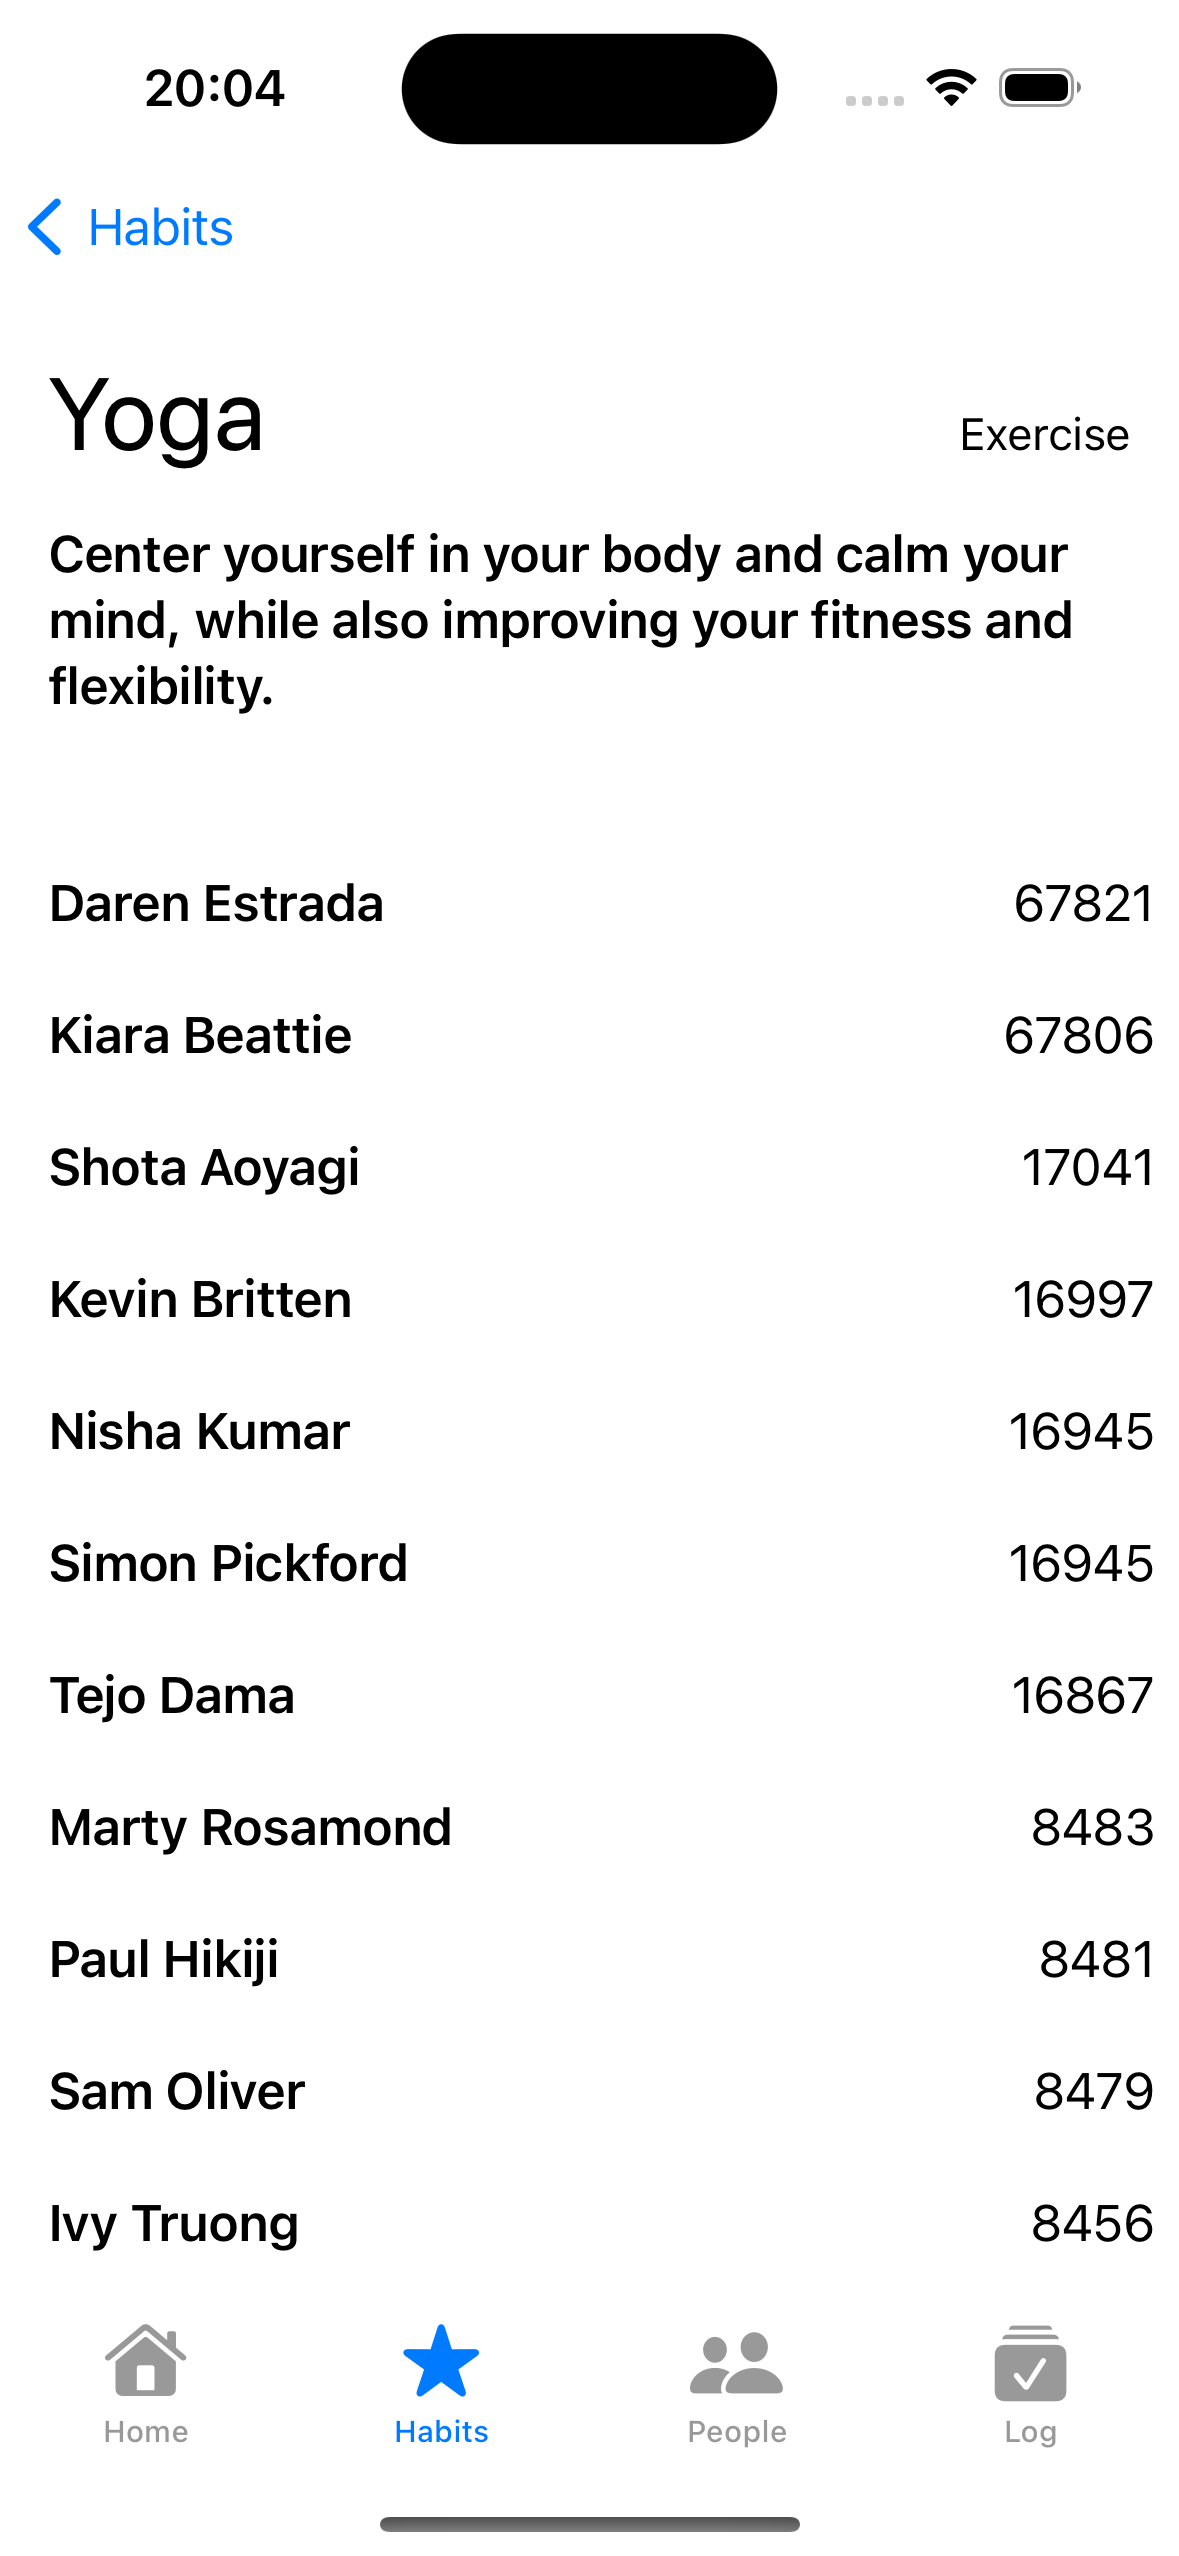 20:04
Habits
Yoga
Exercise
Center yourself in your body and calm your
mind, while also improving your fitness and
flexibility.
Daren Estrada 67821
Kiara Beattie 67806
Shota Aoyagi 17041
Kevin Britten 16997
Nisha Kumar 16945
Simon Pickford 16945
Tejo Dama 16867
Marty Rosamond 8483
Paul Hikiji 8481
Sam Oliver 8479
Ivy Truong 8456
Home Habits People Log